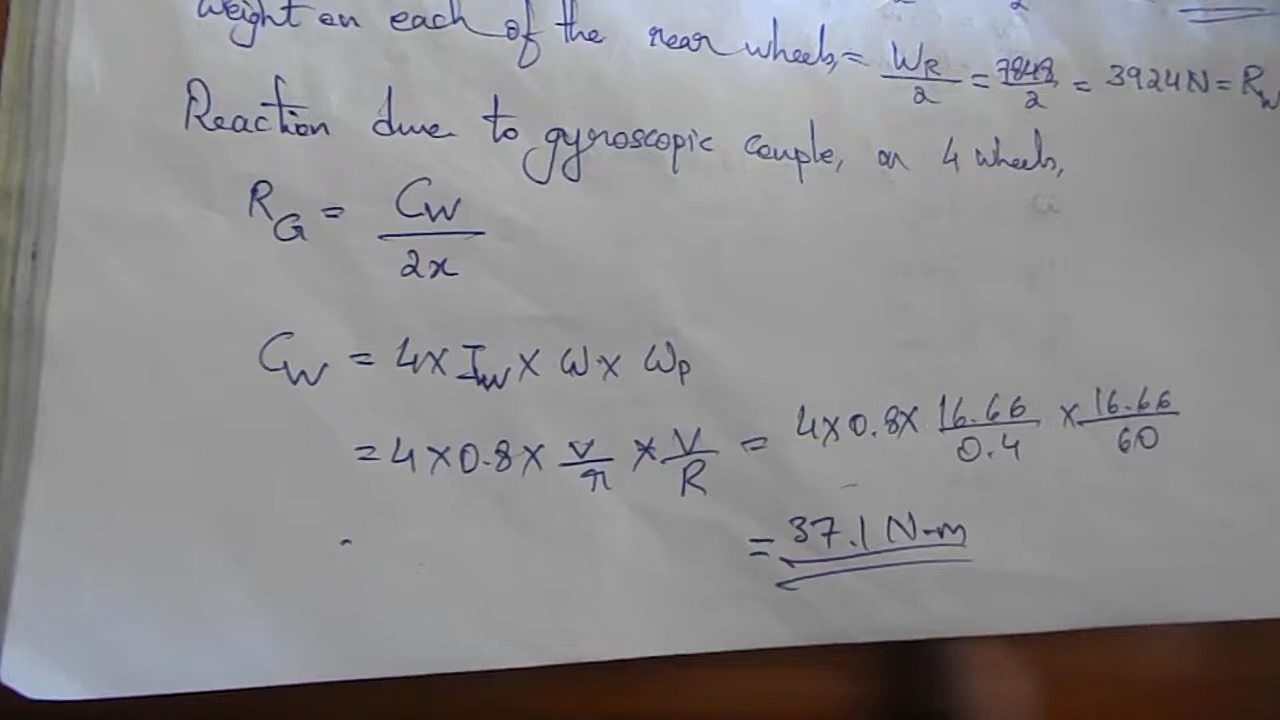 weight on each of the rear wheels, = W_R/2 = 7848/2 = 3924N = R_W
Reaction due to gyroscopic couple, on 4 wheels,
R_G = C_W/2x
C_W = 4 × I_W × ω × ω_P
= 4 × 0.8 × v/r × V/R = 4×0.8× 16.66/0.4 × 16.66/60
= 37.1 N-m